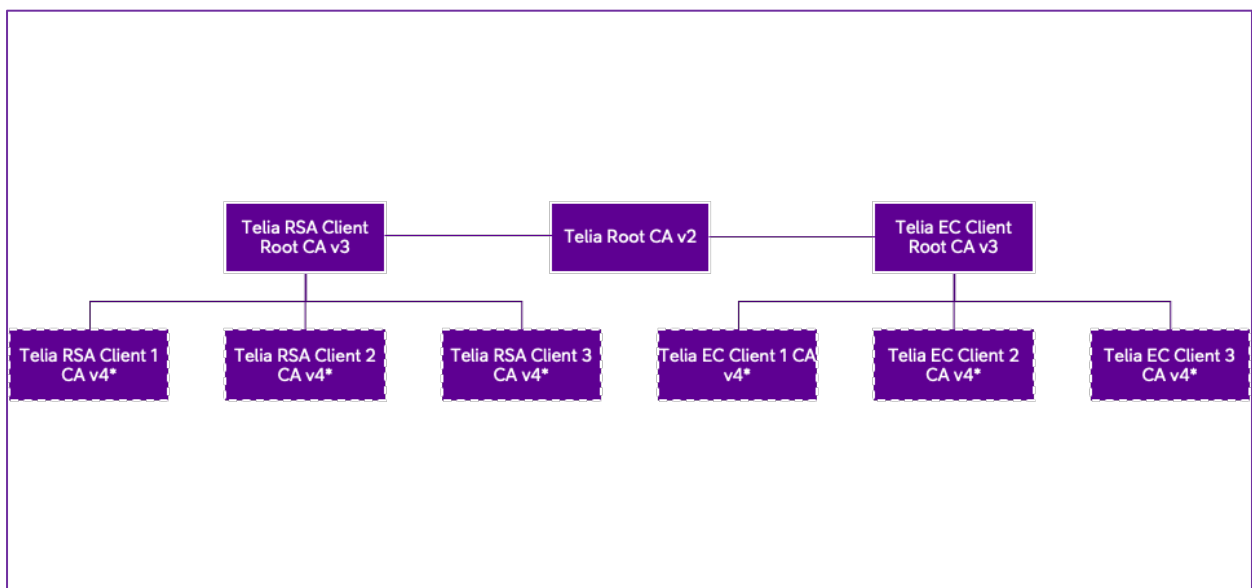 Telia RSA Client
Root CA v3
Telia Root CA v2
Telia EC Client
Root CA v3
Telia RSA Client 1
CA v4*
Telia RSA Client 2
CA v4*
Telia RSA Client 3
CA v4*
Telia EC Client 1 CA
v4*
Telia EC Client 2
CA v4*
Telia EC Client 3
CA v4*